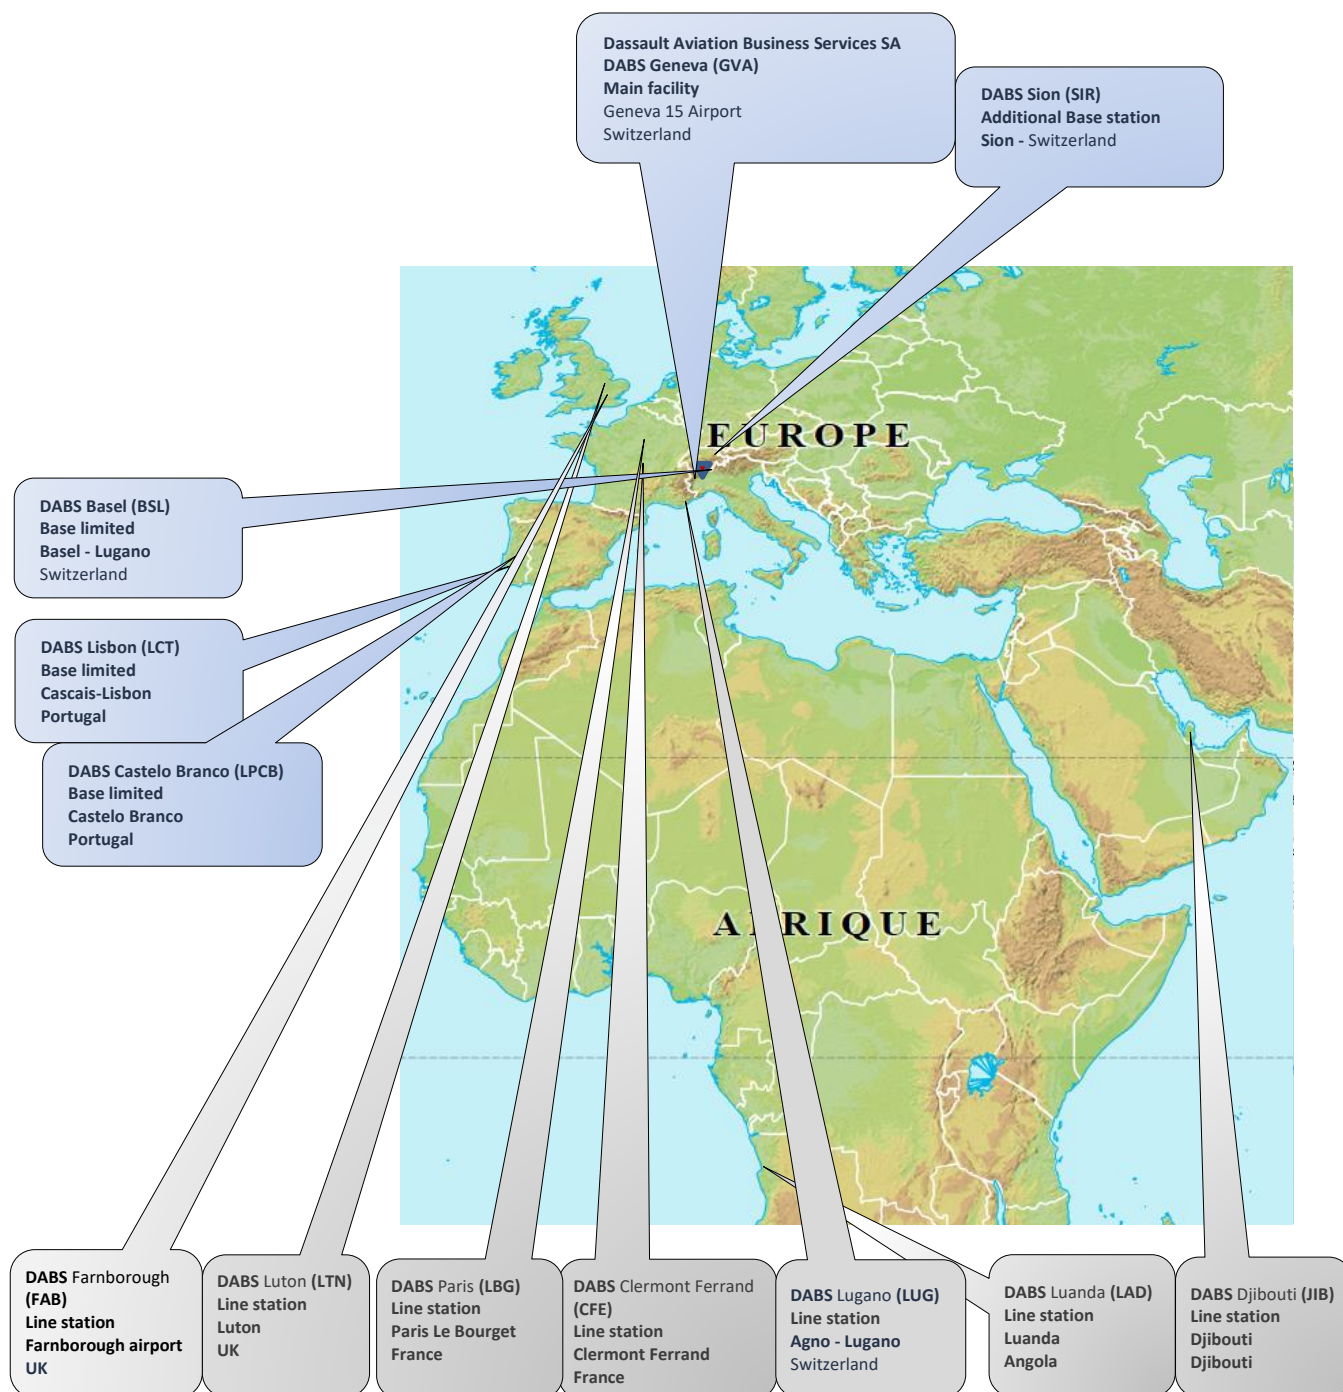 Dassault Aviation Business Services SA
DABS Geneva (GVA)
Main facility
Geneva 15 Airport
Switzerland
DABS Sion (SIR)
Additional Base station
Sion - Switzerland
EUROPE
DABS Basel (BSL)
Base limited
Basel - Lugano
Switzerland
DABS Lisbon (LCT)
Base limited
Cascais-Lisbon
Portugal
DABS Castelo Branco (LPCB)
Base limited
Castelo Branco
Portugal
AFRIQUE
DABS Farnborough
(FAB)
Line station
Farnborough airport
UK
DABS Luton (LTN)
Line station
Luton
UK
DABS Paris (LBG)
Line station
Paris Le Bourget
France
DABS Clermont Ferrand
(CFE)
Line station
Clermont Ferrand
France
DABS Lugano (LUG)
Line station
Agno - Lugano
Switzerland
DABS Luanda (LAD)
Line station
Luanda
Angola
DABS Djibouti (JIB)
Line station
Djibouti
Djibouti